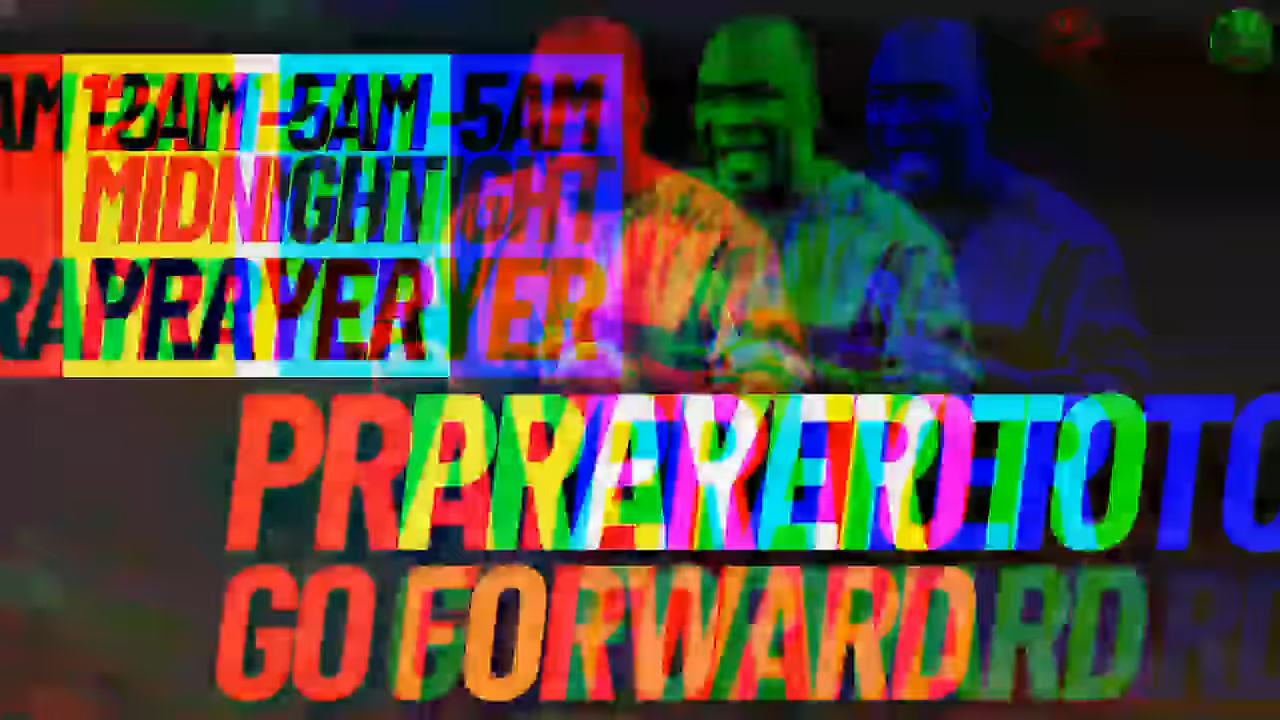 12AM-5AM
MIDNIGHT
PRAYER
PRAYER TO
GO FORWARD